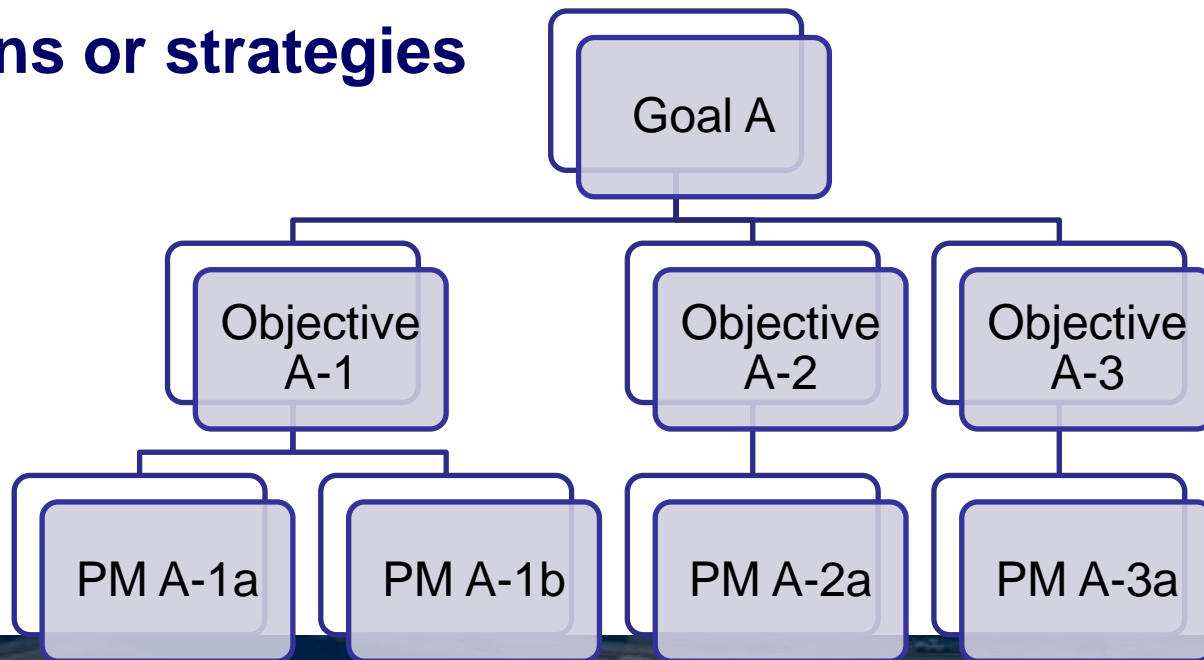 ns or strategies
Goal A
Objective
A-1
Objective
A-2
Objective
A-3
PM A-1a
PM A-1b
PM A-2a
PM A-3a